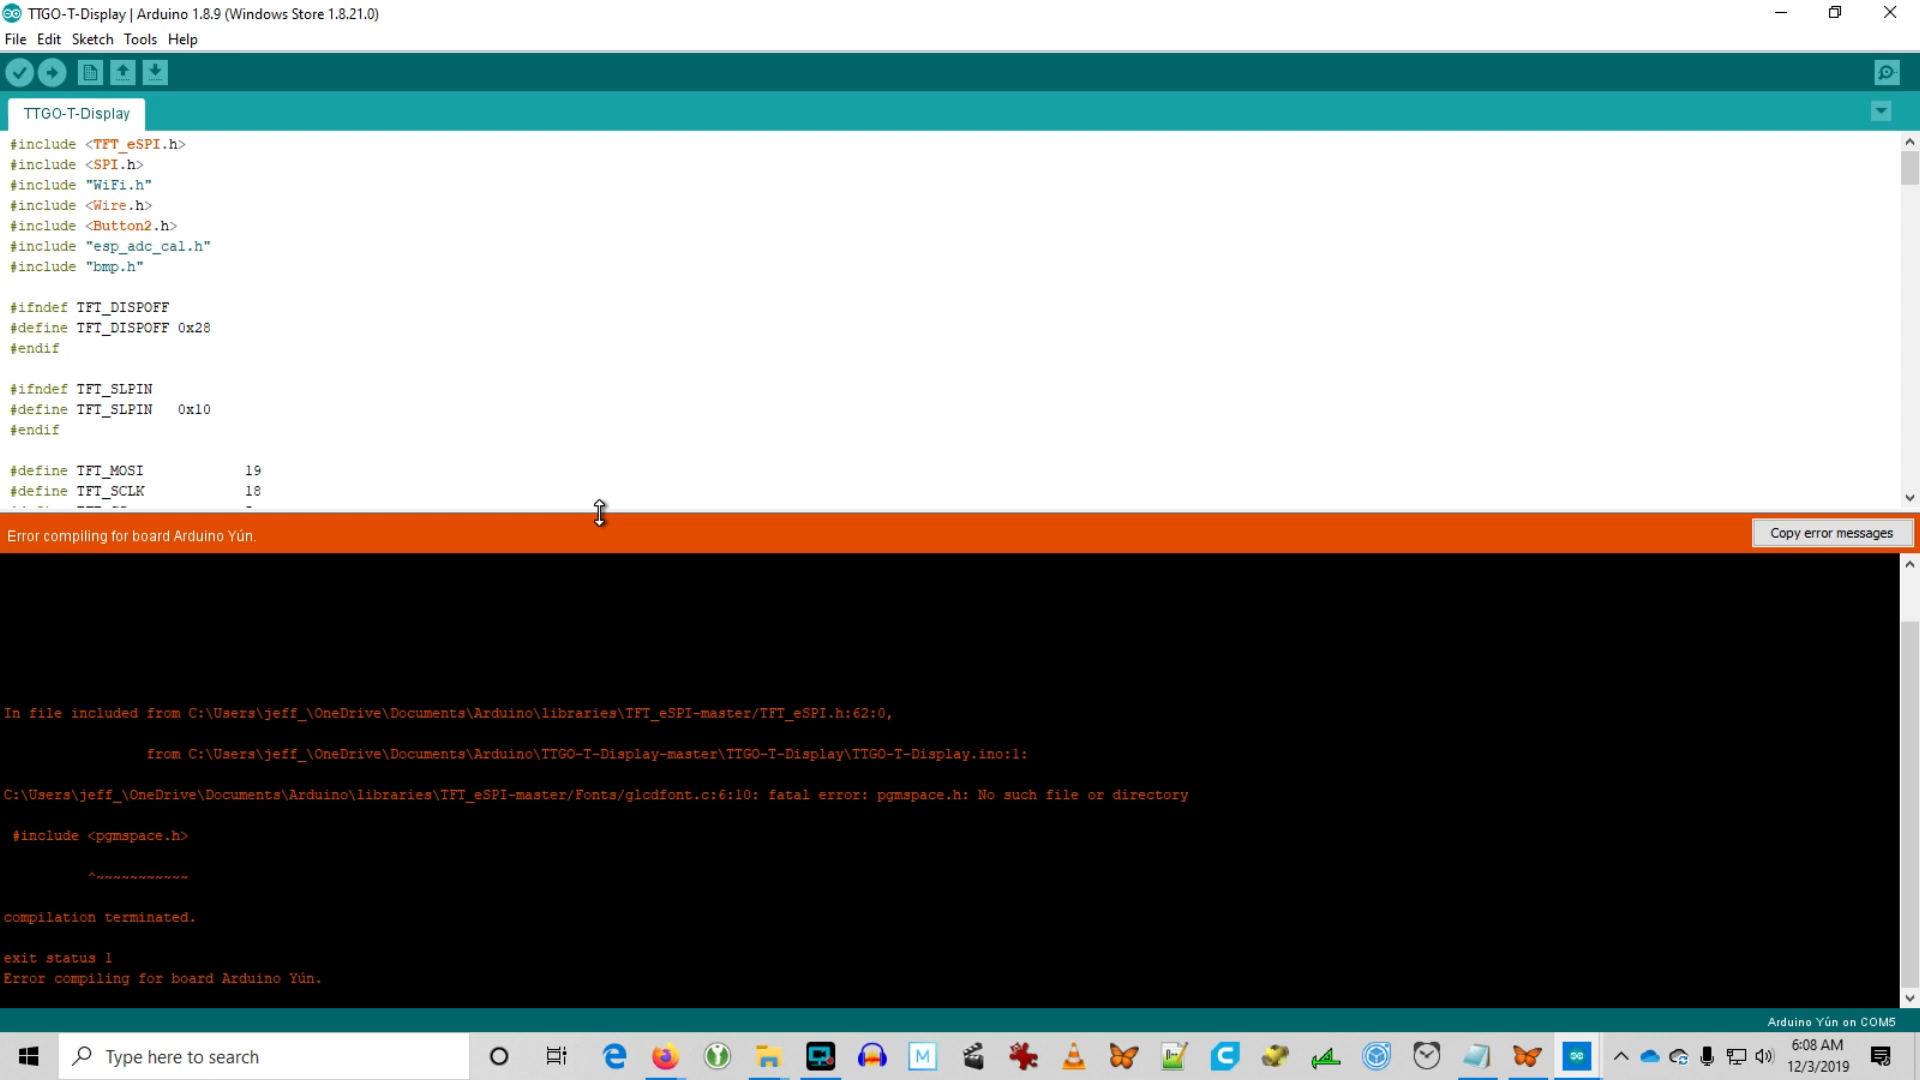 TTGO-T-Display | Arduino 1.8.9 (Windows Store 1.8.21.0)
File Edit Sketch Tools Help
TTGO-T-Display
#include <TFT_eSPI.h>
#include <SPI.h>
#include "WiFi.h"
#include <Wire.h>
#include <Button2.h>
#include "esp_adc_cal.h"
#include "bmp.h"
#ifndef TFT_DISPOFF
#define TFT_DISPOFF 0x28
#endif
#ifndef TFT_SLPIN
#define TFT_SLPIN   0x10
#endif
#define TFT_MOSI            19
#define TFT_SCLK            18
Error compiling for board Arduino Yún.
Copy error messages
In file included from C:\Users\jeff_\OneDrive\Documents\Arduino\libraries\TFT_eSPI-master/TFT_eSPI.h:62:0,
from C:\Users\jeff_\OneDrive\Documents\Arduino\TTGO-T-Display-master\TTGO-T-Display\TTGO-T-Display.ino:1:
C:\Users\jeff_\OneDrive\Documents\Arduino\libraries\TFT_eSPI-master/Fonts/glcdfont.c:6:10: fatal error: pgmspace.h: No such file or directory
#include <pgmspace.h>
^~~~~~~~~~~~
compilation terminated.
exit status 1
Error compiling for board Arduino Yún.
Arduino Yún on COM5
Type here to search
M
6:08 AM
12/3/2019